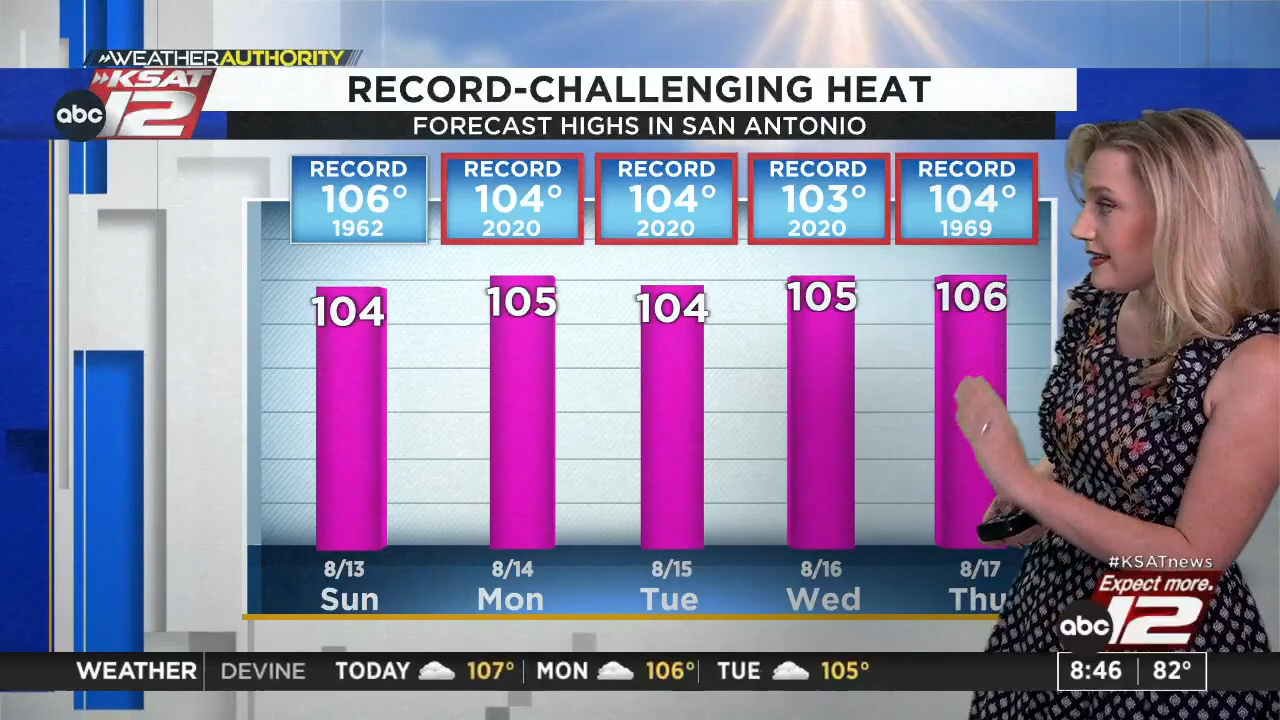 WEATHERAUTHORITY
KSAT
abc 12
RECORD-CHALLENGING HEAT
FORECAST HIGHS IN SAN ANTONIO
RECORD
106°
1962
RECORD
104°
2020
RECORD
104°
2020
RECORD
103°
2020
RECORD
104°
1969
104
105
104
105
106
8/13
Sun
8/14
Mon
8/15
Tue
8/16
Wed
8/17
Thu
#KSATnews
Expect more.
abc 12
WEATHER DEVINE TODAY 107° MON 106° TUE 105° 8:46 82°